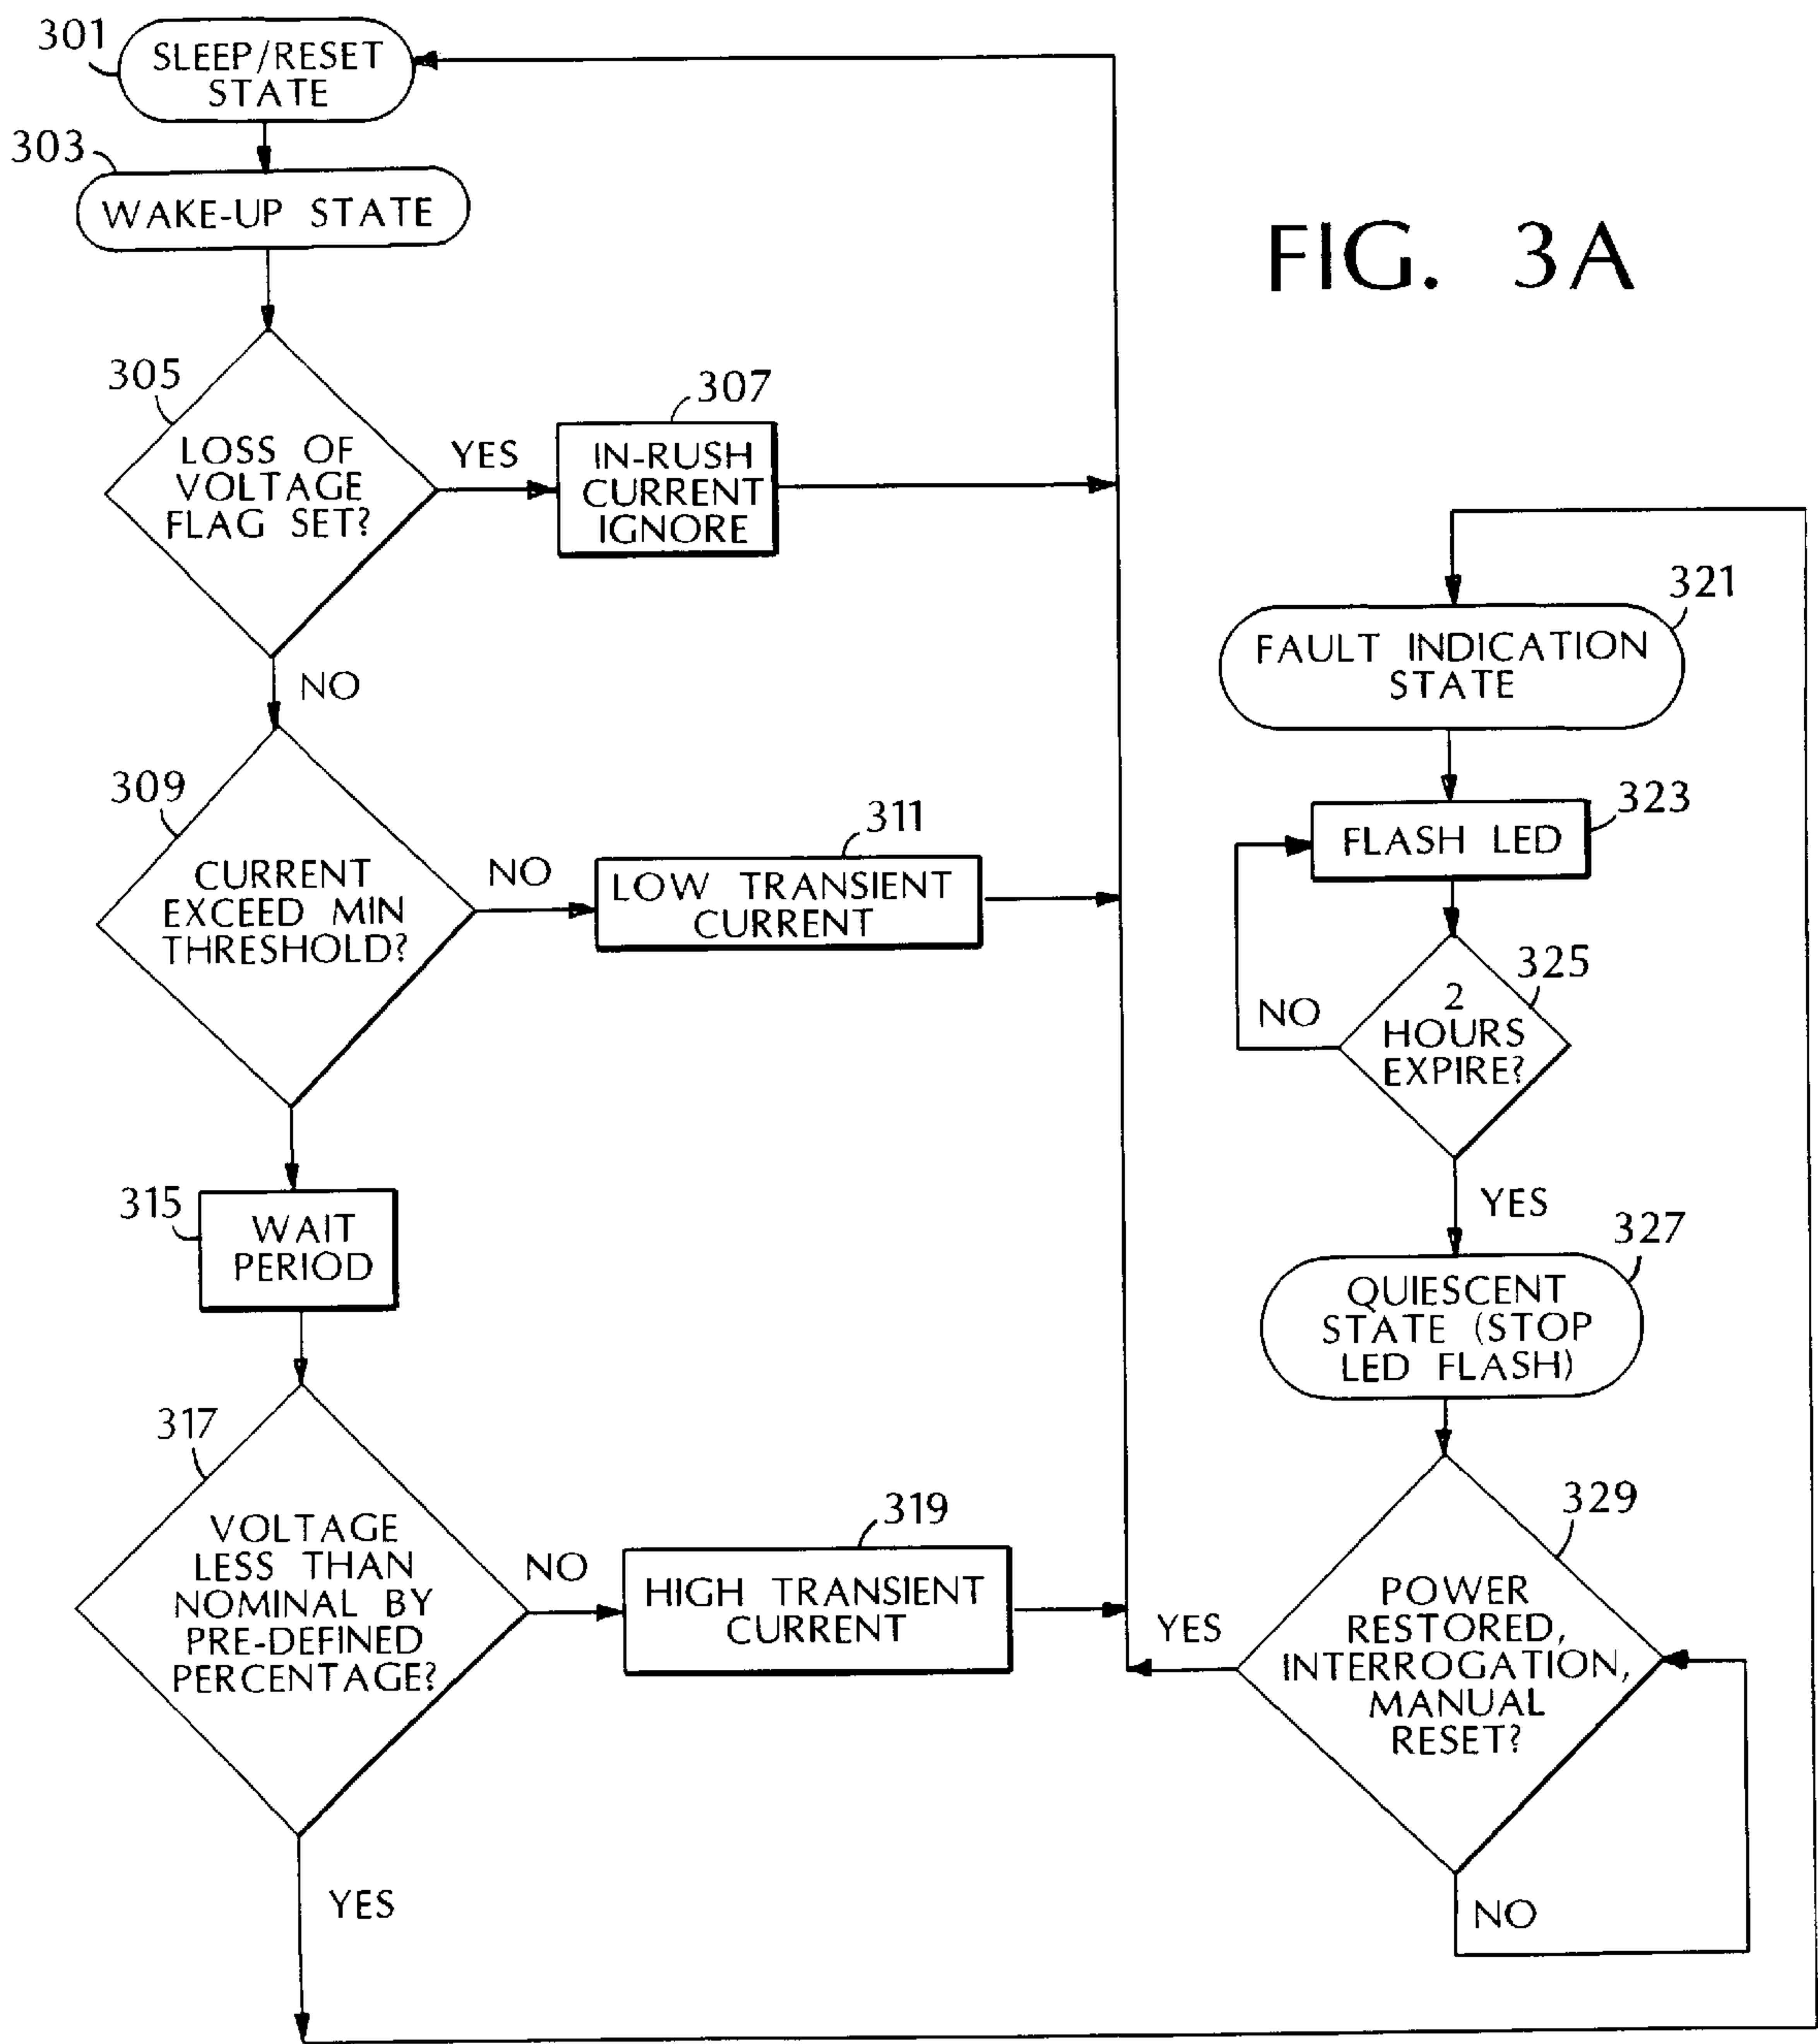 301
SLEEP/RESET
STATE
303
WAKE-UP STATE
FIG. 3A
305
LOSS OF
VOLTAGE
FLAG SET?
YES
307
IN-RUSH
CURRENT
IGNORE
NO
309
CURRENT
EXCEED MIN
THRESHOLD?
NO
311
LOW TRANSIENT
CURRENT
315
WAIT
PERIOD
317
VOLTAGE
LESS THAN
NOMINAL BY
PRE-DEFINED
PERCENTAGE?
NO
319
HIGH TRANSIENT
CURRENT
YES
321
FAULT INDICATION
STATE
323
FLASH LED
325
2
HOURS
EXPIRE?
NO
YES
327
QUIESCENT
STATE (STOP
LED FLASH)
329
POWER
RESTORED,
INTERROGATION,
MANUAL
RESET?
YES
NO